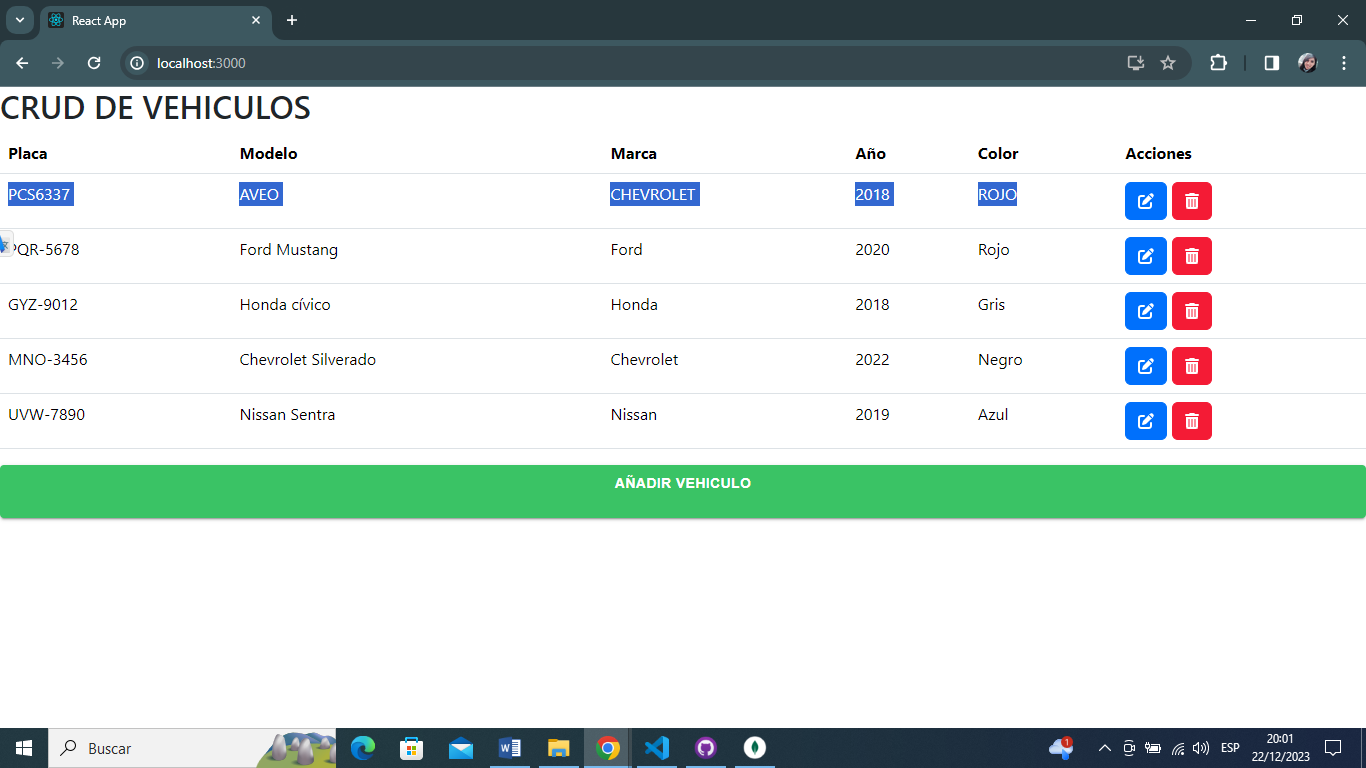 React App
localhost:3000
CRUD DE VEHICULOS
Placa Modelo Marca Año Color Acciones
PCS6337 AVEO CHEVROLET 2018 ROJO
PQR-5678 Ford Mustang Ford 2020 Rojo
GYZ-9012 Honda cívico Honda 2018 Gris
MNO-3456 Chevrolet Silverado Chevrolet 2022 Negro
UVW-7890 Nissan Sentra Nissan 2019 Azul
AÑADIR VEHICULO
Buscar
1
ESP
20:01
22/12/2023